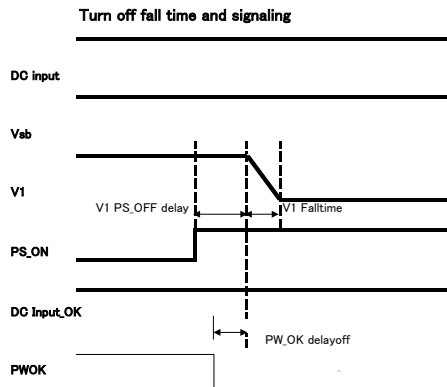 Turn off fall time and signaling
DC input
Vsb
V1
V1 PS_OFF delay
V1 Falltime
PS_ON
DC Input_OK
PW_OK delayoff
PWOK